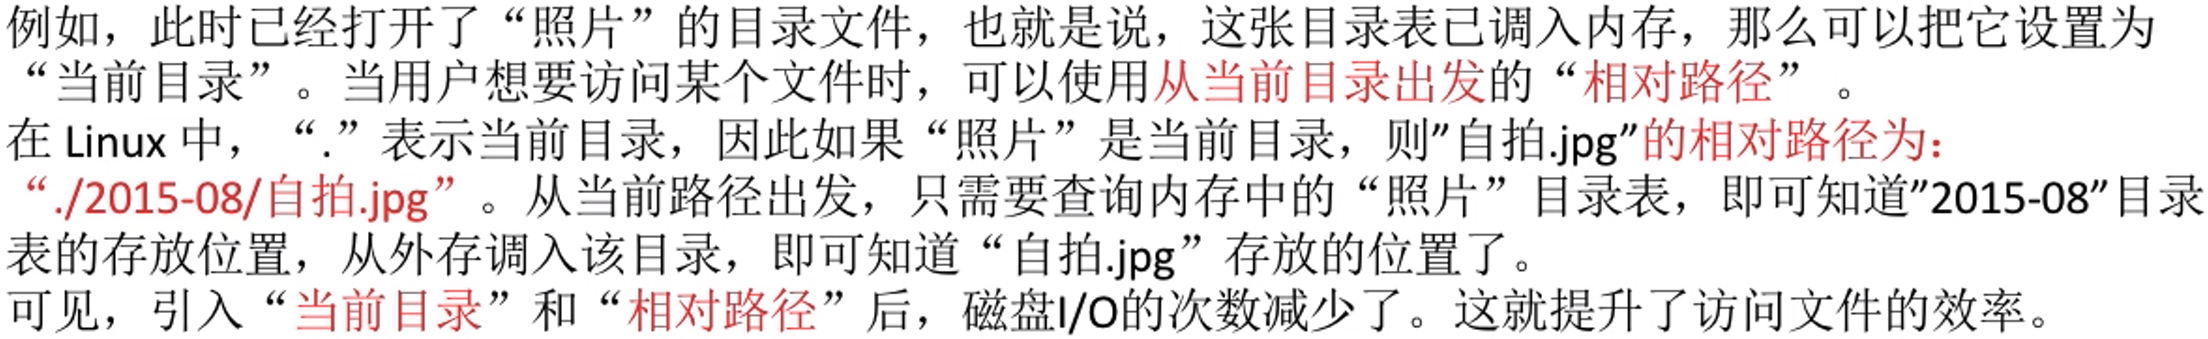 例如，此时已经打开了“照片”的目录文件，也就是说，这张目录表已调入内存，那么可以把它设置为
“当前目录”。当用户想要访问某个文件时，可以使用从当前目录出发的“相对路径”。
在 Linux 中，“.”表示当前目录，因此如果“照片”是当前目录，则”自拍.jpg”的相对路径为：
“./2015-08/自拍.jpg”。从当前路径出发，只需要查询内存中的“照片”目录表，即可知道”2015-08”目录
表的存放位置，从外存调入该目录，即可知道“自拍.jpg”存放的位置了。
可见，引入“当前目录”和“相对路径”后，磁盘I/O的次数减少了。这就提升了访问文件的效率。